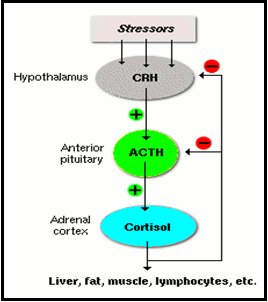 Stressors
Hypothalamus
CRH
−
+
Anterior
pituitary
ACTH
−
+
Adrenal
cortex
Cortisol
Liver, fat, muscle, lymphocytes, etc.